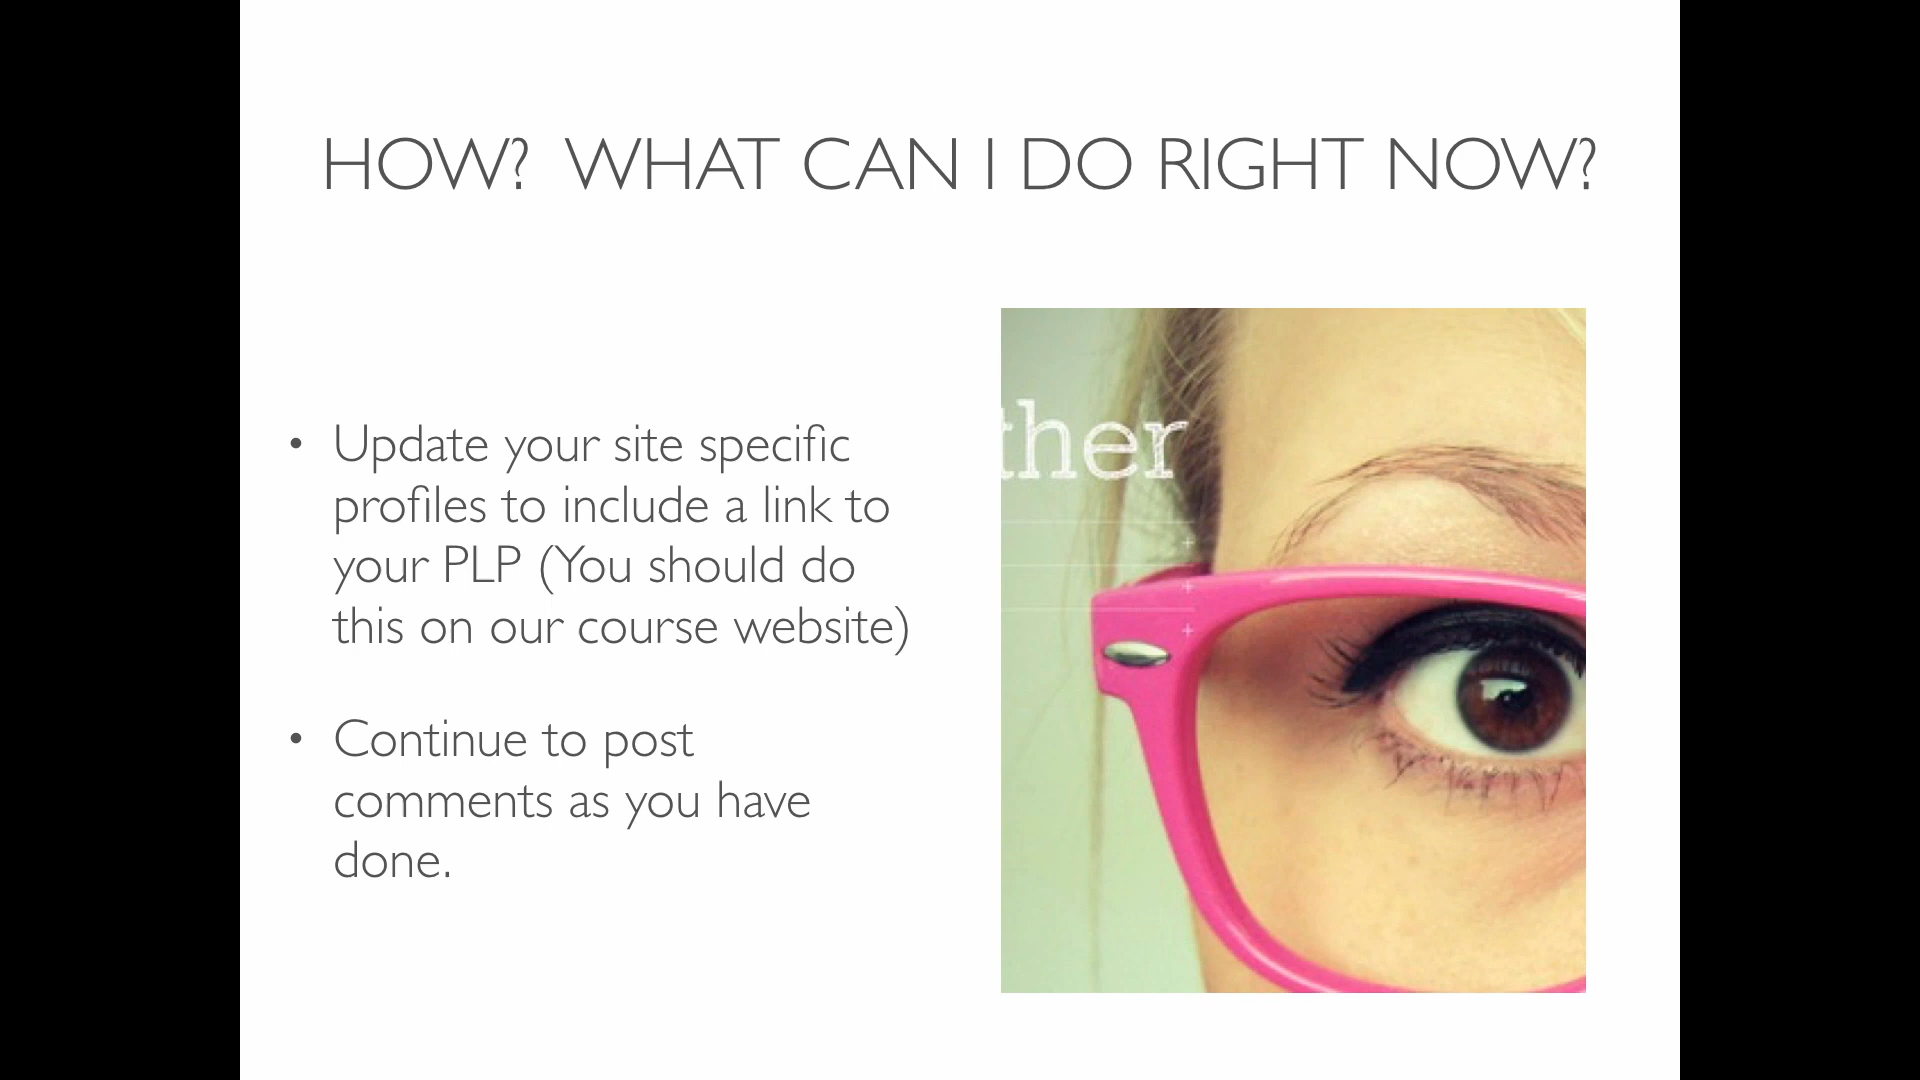 HOW?  WHAT CAN I DO RIGHT NOW?
• Update your site specific
profiles to include a link to
your PLP (You should do
this on our course website)
• Continue to post
comments as you have
done.
ther